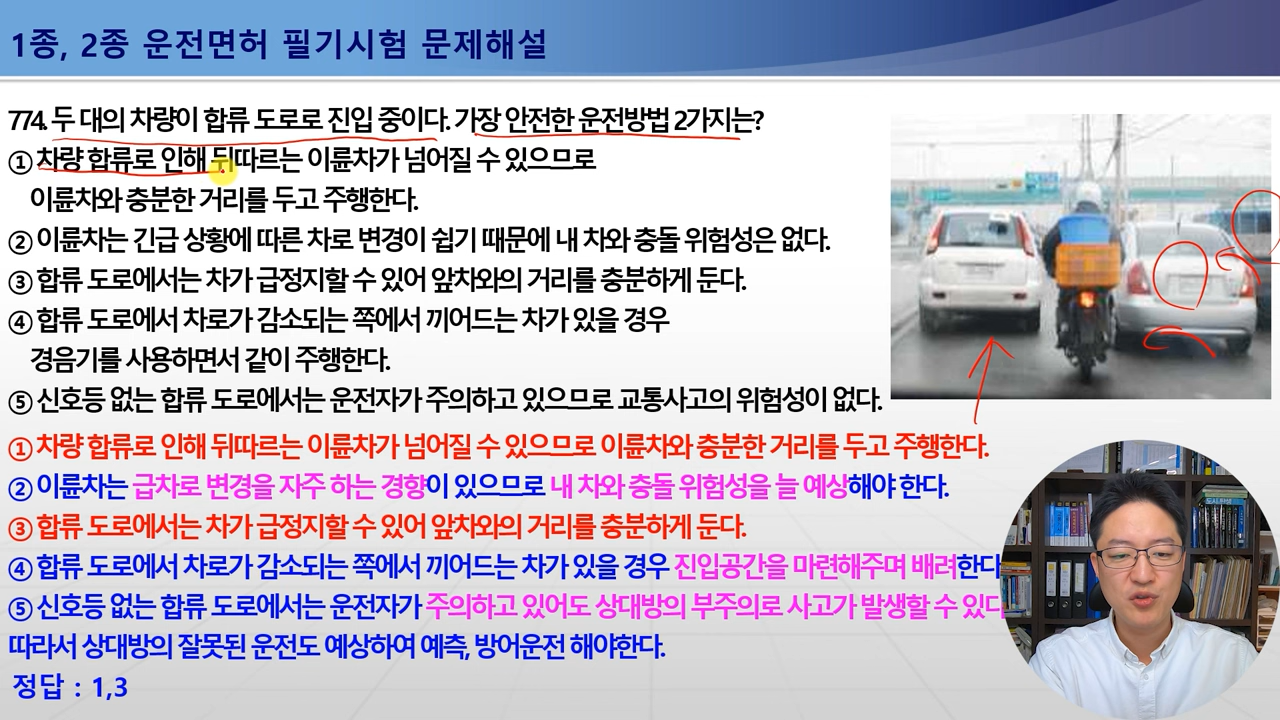 1종, 2종 운전면허 필기시험 문제해설
774. 두 대의 차량이 합류 도로로 진입 중이다. 가장 안전한 운전방법 2가지는?
① 차량 합류로 인해 뒤따르는 이륜차가 넘어질 수 있으므로
이륜차와 충분한 거리를 두고 주행한다.
② 이륜차는 긴급 상황에 따른 차로 변경이 쉽기 때문에 내 차와 충돌 위험성은 없다.
③ 합류 도로에서는 차가 급정지할 수 있어 앞차와의 거리를 충분하게 둔다.
④ 합류 도로에서 차로가 감소되는 쪽에서 끼어드는 차가 있을 경우
경음기를 사용하면서 같이 주행한다.
⑤ 신호등 없는 합류 도로에서는 운전자가 주의하고 있으므로 교통사고의 위험성이 없다.
① 차량 합류로 인해 뒤따르는 이륜차가 넘어질 수 있으므로 이륜차와 충분한 거리를 두고 주행한다.
② 이륜차는 급차로 변경을 자주 하는 경향이 있으므로 내 차와 충돌 위험성을 늘 예상해야 한다.
③ 합류 도로에서는 차가 급정지할 수 있어 앞차와의 거리를 충분하게 둔다.
④ 합류 도로에서 차로가 감소되는 쪽에서 끼어드는 차가 있을 경우 진입공간을 마련해주며 배려한다
⑤ 신호등 없는 합류 도로에서는 운전자가 주의하고 있어도 상대방의 부주의로 사고가 발생할 수 있다
따라서 상대방의 잘못된 운전도 예상하여 예측, 방어운전 해야한다.
정답 : 1,3